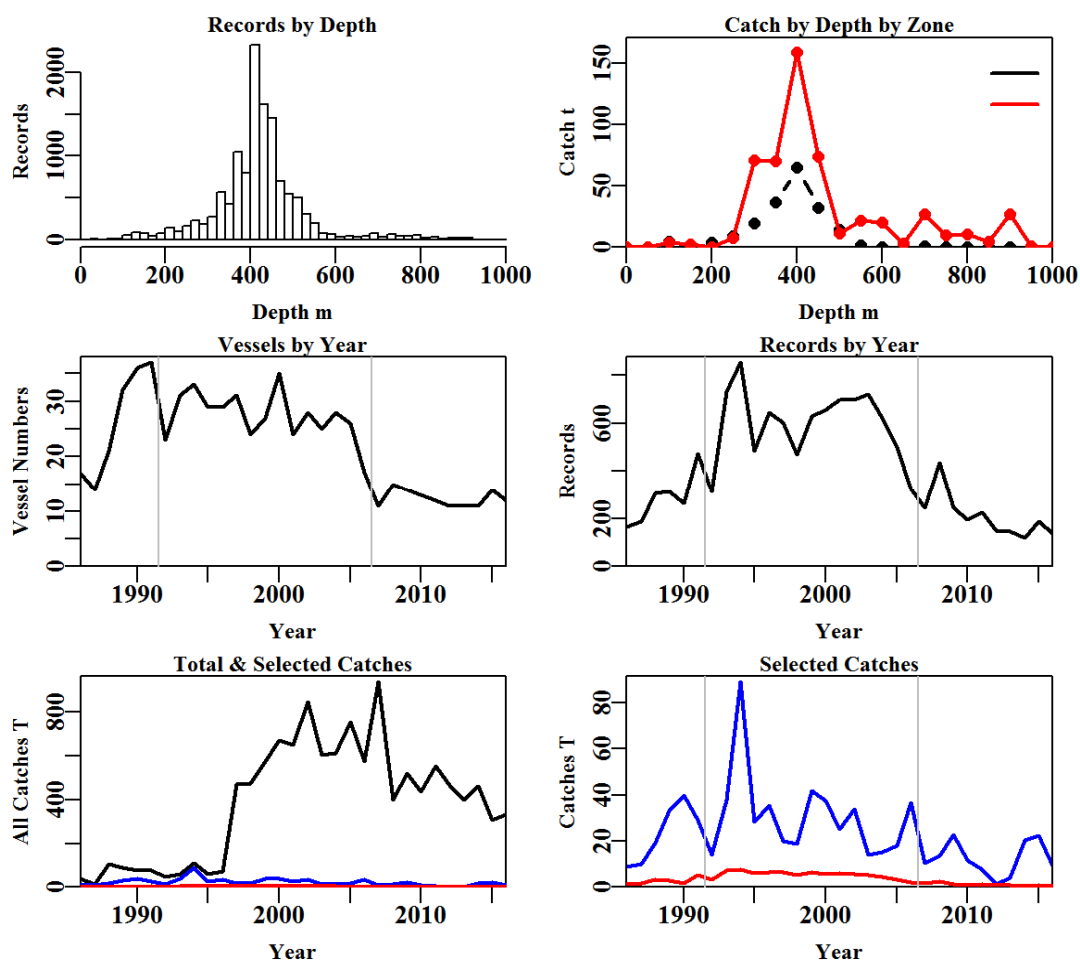 Records by Depth
Records
0 1000 2000
0 200 400 600 800 1000
Depth m
Catch by Depth by Zone
Catch t
0 50 100 150
0 200 400 600 800 1000
Depth m
Vessels by Year
Vessel Numbers
0 10 20 30
1990 2000 2010
Year
Records by Year
Records
0 200 600
1990 2000 2010
Year
Total & Selected Catches
All Catches T
0 400 800
1990 2000 2010
Year
Selected Catches
Catches T
0 20 40 60 80
1990 2000 2010
Year